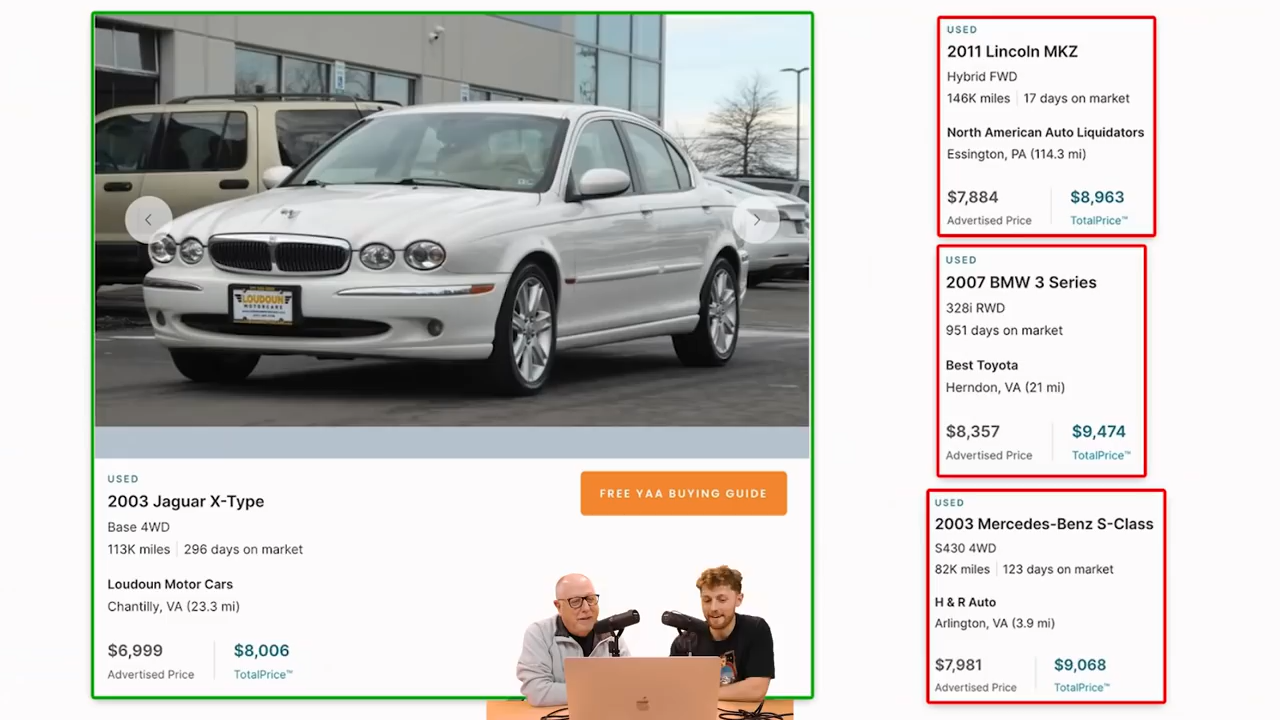 LOUDOUN
USED
2003 Jaguar X-Type
Base 4WD
113K miles | 296 days on market
Loudoun Motor Cars
Chantilly, VA (23.3 mi)
$6,999 $8,006
Advertised Price TotalPrice™
FREE YAA BUYING GUIDE
USED
2011 Lincoln MKZ
Hybrid FWD
146K miles | 17 days on market
North American Auto Liquidators
Essington, PA (114.3 mi)
$7,884 $8,963
Advertised Price TotalPrice™
USED
2007 BMW 3 Series
328i RWD
951 days on market
Best Toyota
Herndon, VA (21 mi)
$8,357 $9,474
Advertised Price TotalPrice™
USED
2003 Mercedes-Benz S-Class
S430 4WD
82K miles | 123 days on market
H & R Auto
Arlington, VA (3.9 mi)
$7,981 $9,068
Advertised Price TotalPrice™